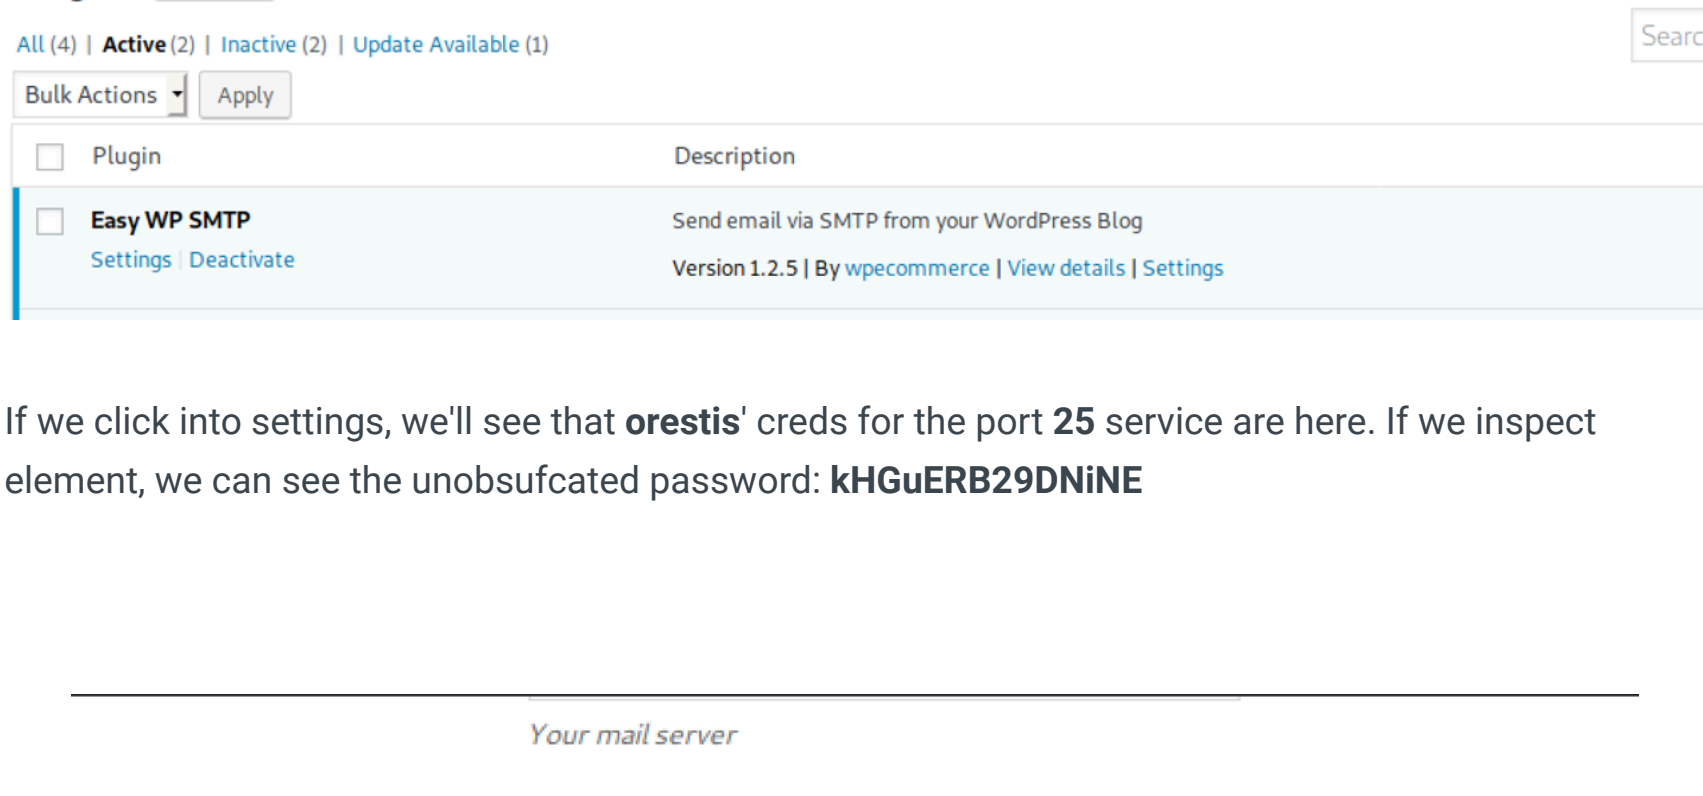 All (4) | Active (2) | Inactive (2) | Update Available (1)
Searc
Bulk Actions Apply
Plugin Description
Easy WP SMTP Send email via SMTP from your WordPress Blog
Settings | Deactivate Version 1.2.5 | By wpecommerce | View details | Settings
If we click into settings, we'll see that orestis' creds for the port 25 service are here. If we inspect
element, we can see the unobsufcated password: kHGuERB29DNiNE
Your mail server